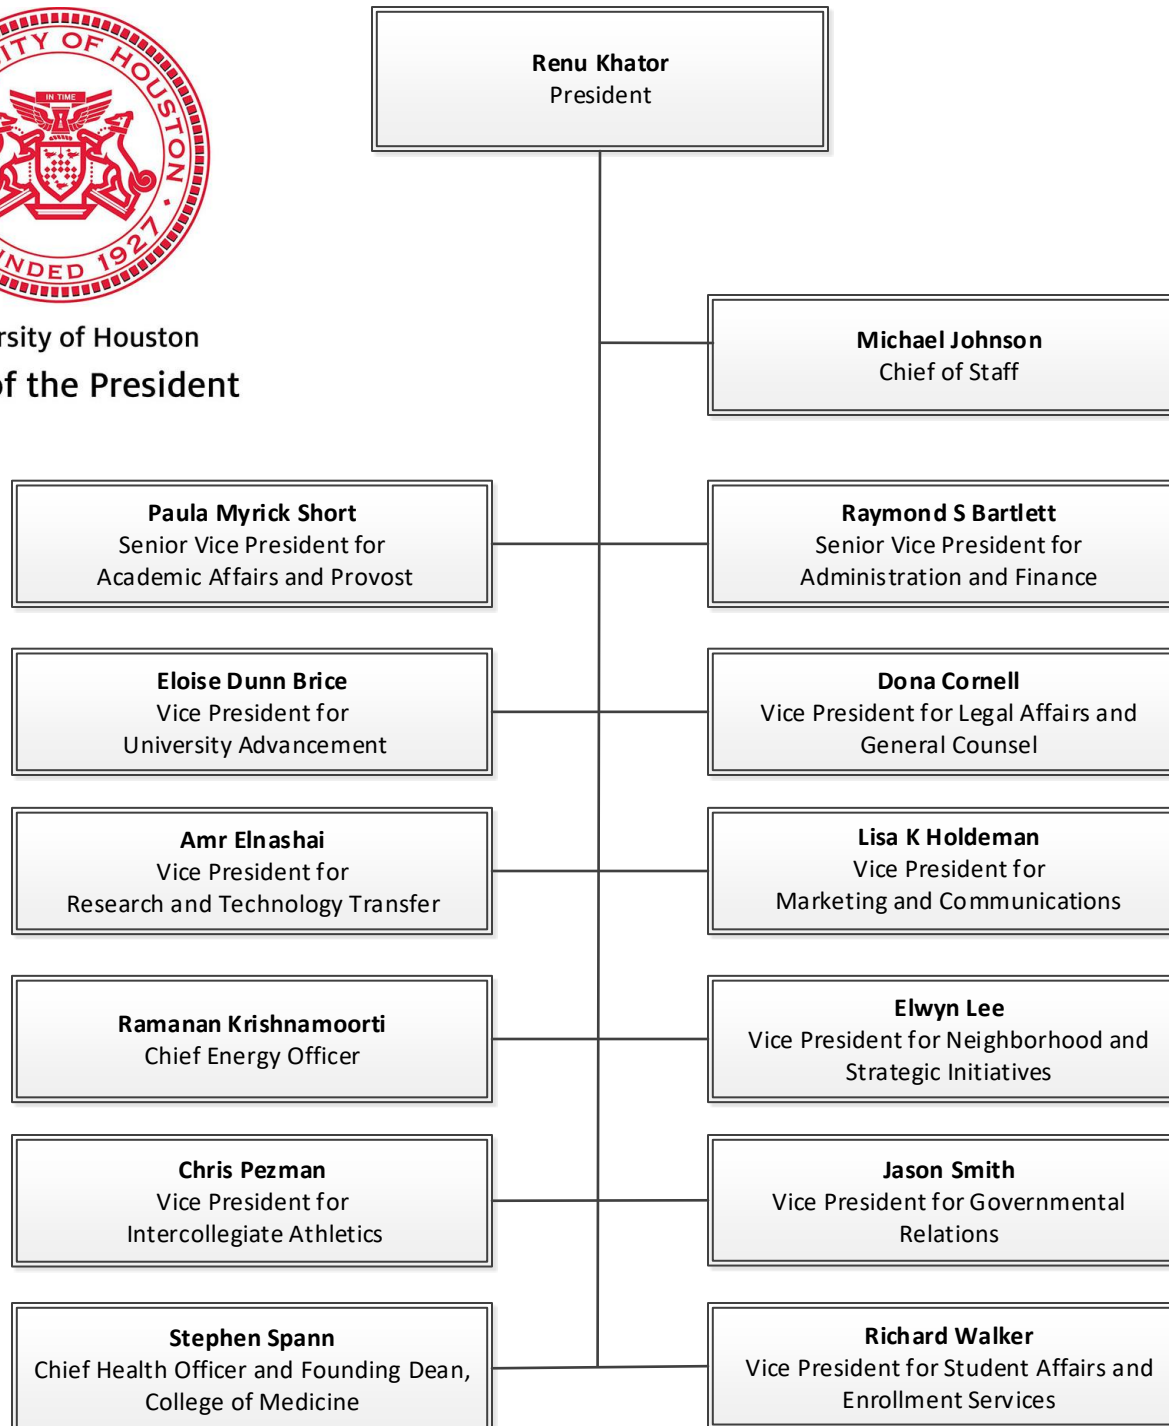 OF HOUSTON
IN TIME
1927
Renu Khator
President
of Houston
of the President
Michael Johnson
Chief of Staff
Paula Myrick Short
Senior Vice President for
Academic Affairs and Provost
Raymond S Bartlett
Senior Vice President for
Administration and Finance
Eloise Dunn Brice
Vice President for
University Advancement
Dona Cornell
Vice President for Legal Affairs and
General Counsel
Amr Elnashai
Vice President for
Research and Technology Transfer
Lisa K Holdeman
Vice President for
Marketing and Communications
Ramanan Krishnamoorti
Chief Energy Officer
Elwyn Lee
Vice President for Neighborhood and
Strategic Initiatives
Chris Pezman
Vice President for
Intercollegiate Athletics
Jason Smith
Vice President for Governmental
Relations
Stephen Spann
Chief Health Officer and Founding Dean,
College of Medicine
Richard Walker
Vice President for Student Affairs and
Enrollment Services